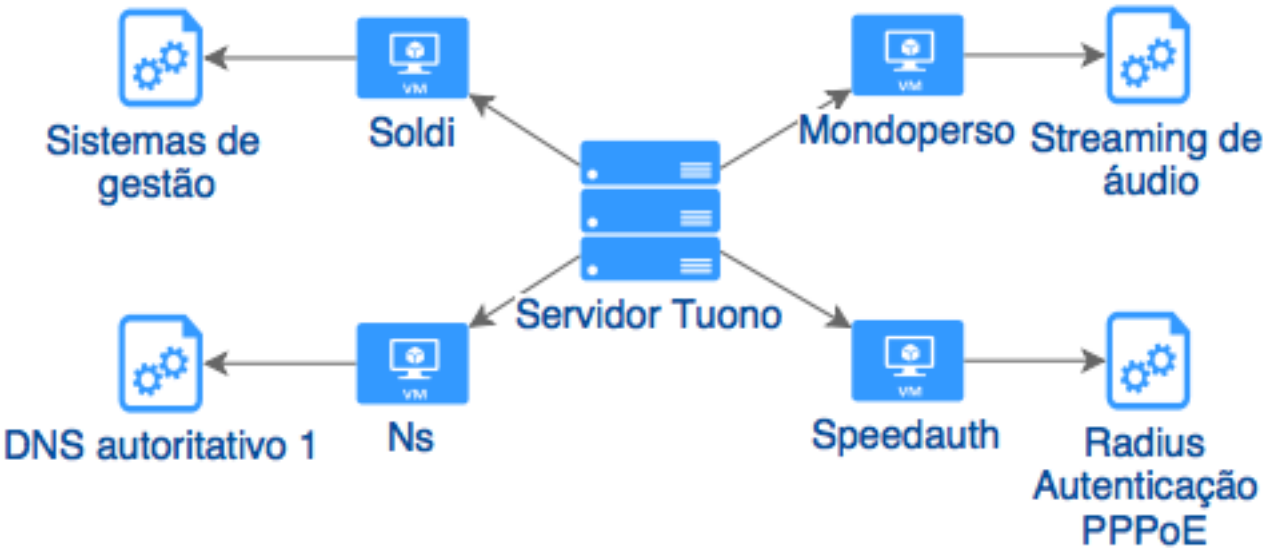 VM
VM
Sistemas de
gestão
Soldi
Mondoperso
Streaming de
áudio
Servidor Tuono
VM
VM
DNS autoritativo 1
Ns
Speedauth
Radius
Autenticação
PPPoE